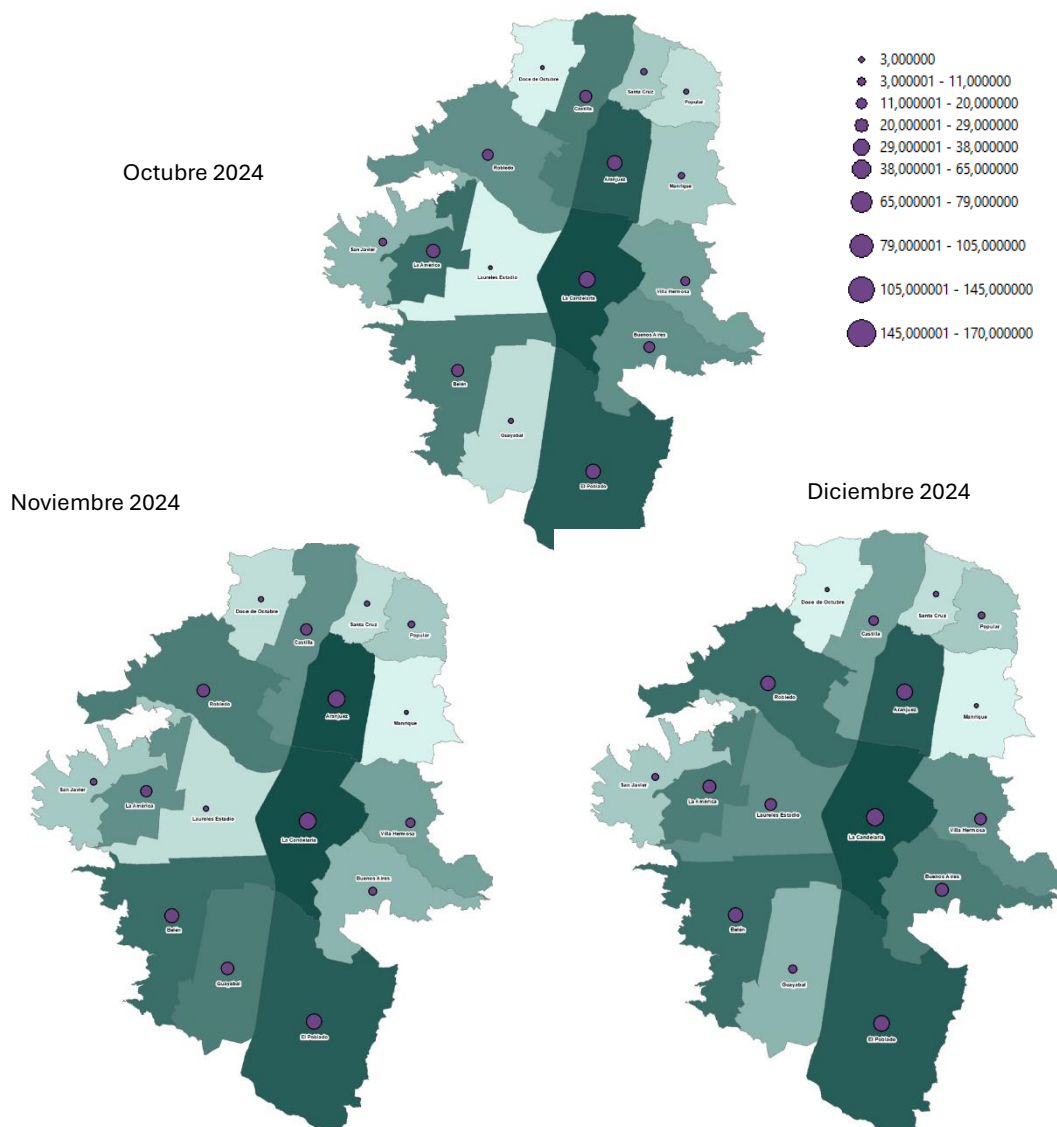 Octubre 2024
Doce de Octubre
Castilla
Santa Cruz
Popular
Robledo
Aranjuez
Manrique
San Javier
La América
Laureles Estadio
La Candelaria
Villa Hermosa
Buenos Aires
Belén
Guayabal
El Poblado
3,000000
3,000001 - 11,000000
11,000001 - 20,000000
20,000001 - 29,000000
29,000001 - 38,000000
38,000001 - 65,000000
65,000001 - 79,000000
79,000001 - 105,000000
105,000001 - 145,000000
145,000001 - 170,000000
Noviembre 2024
Doce de Octubre
Castilla
Santa Cruz
Popular
Robledo
Aranjuez
Manrique
San Javier
La América
Laureles Estadio
La Candelaria
Villa Hermosa
Buenos Aires
Belén
Guayabal
El Poblado
Diciembre 2024
Doce de Octubre
Castilla
Santa Cruz
Popular
Robledo
Aranjuez
Manrique
San Javier
La América
Laureles Estadio
La Candelaria
Villa Hermosa
Buenos Aires
Belén
Guayabal
El Poblado